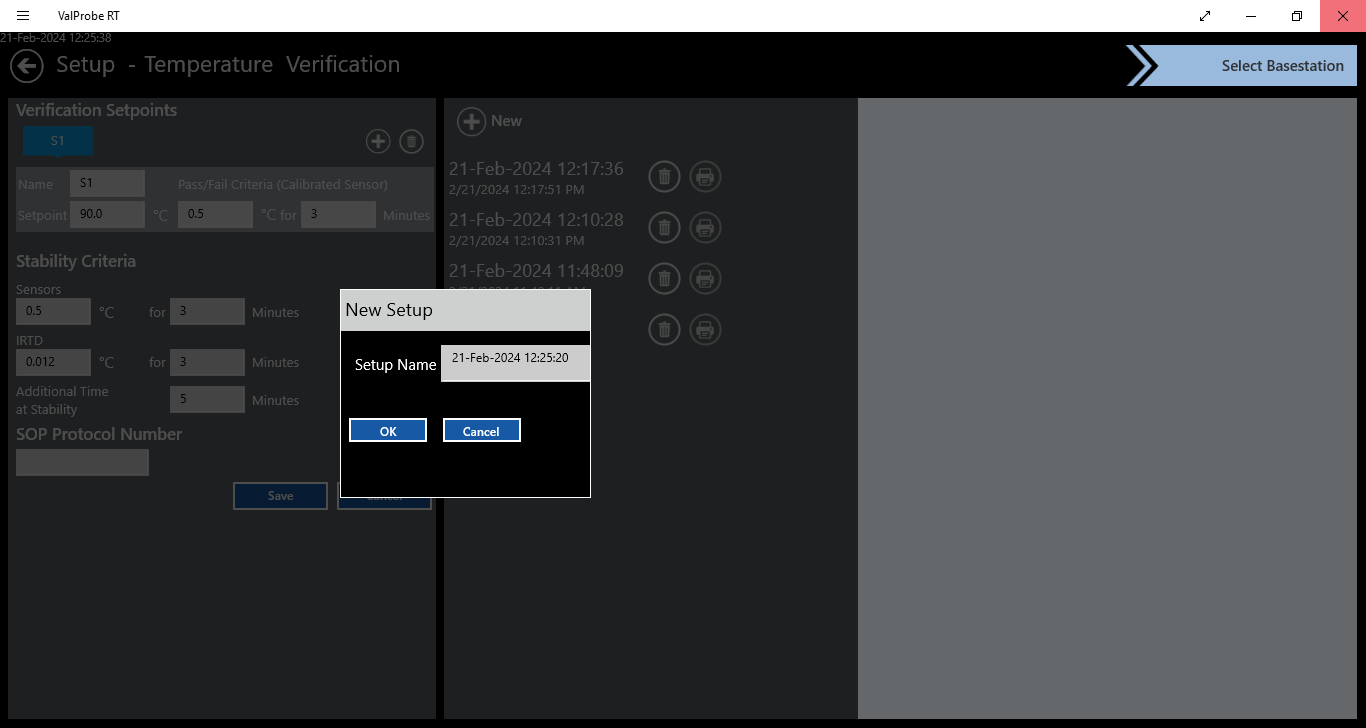 ValProbe RT
21-Feb-2024 12:25:38
Setup - Temperature Verification
Select Basestation
Verification Setpoints
S1
Name S1 Pass/Fail Criteria (Calibrated Sensor)
Setpoint 90.0 °C 0.5 °C for 3 Minutes
Stability Criteria
Sensors
0.5 °C for 3 Minutes
IRTD
0.012 °C for 3 Minutes
Additional Time
at Stability
5 Minutes
SOP Protocol Number
Save
New
21-Feb-2024 12:17:36
2/21/2024 12:17:51 PM
21-Feb-2024 12:10:28
2/21/2024 12:10:31 PM
21-Feb-2024 11:48:09
New Setup
Setup Name 21-Feb-2024 12:25:20
OK Cancel